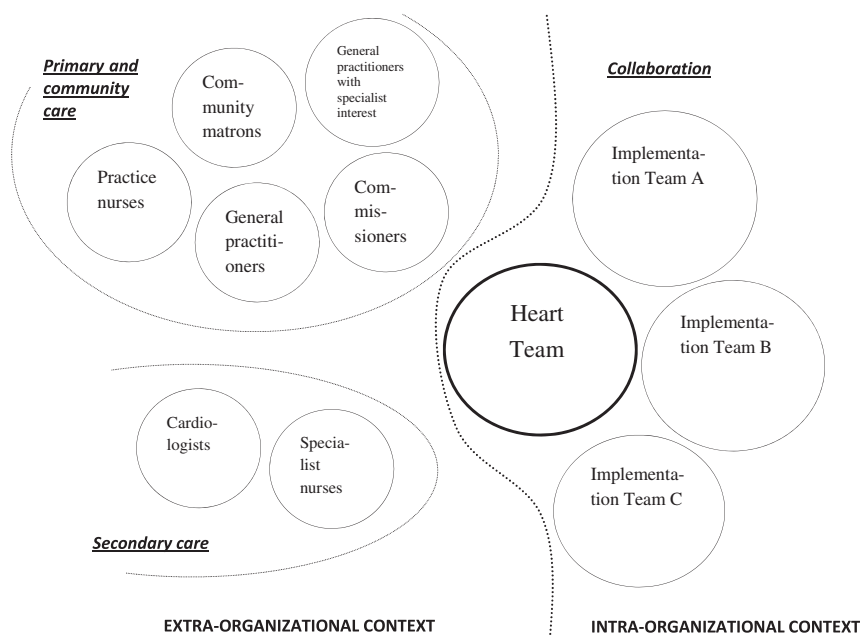 Primary and
community
care
Com-
munity
matrons
General
practitioners
with
specialist
interest
Practice
nurses
General
practiti-
oners
Com-
mis-
sioners
Collaboration
Implementa-
tion Team A
Heart
Team
Implementa-
tion Team B
Implementa-
tion Team C
Cardio-
logists
Specia-
list
nurses
Secondary care
EXTRA-ORGANIZATIONAL CONTEXT
INTRA-ORGANIZATIONAL CONTEXT